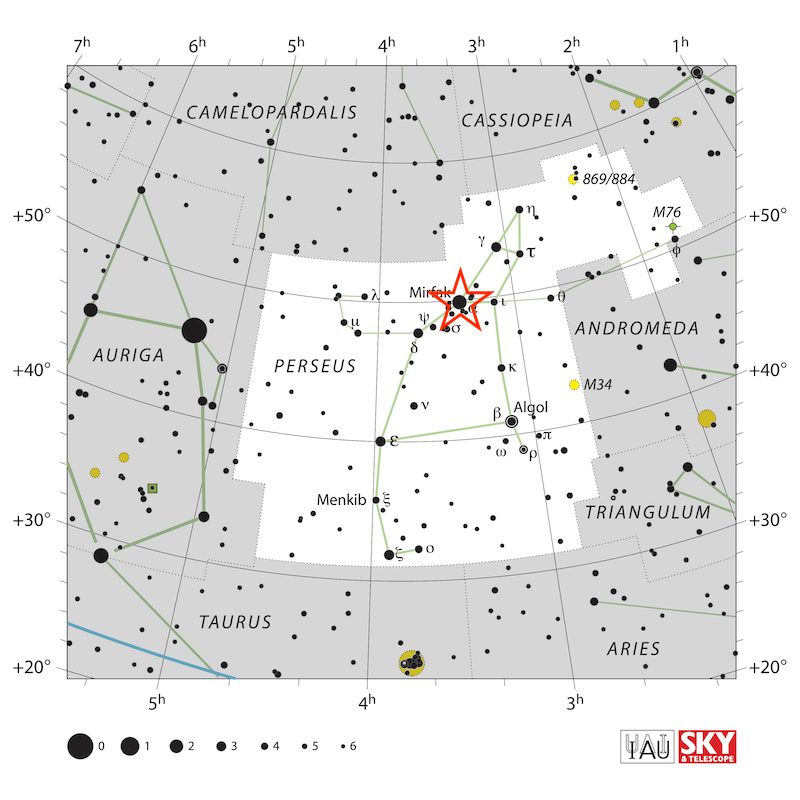 7h 6h 5h 4h 3h 2h 1h
CAMELOPARDALIS
CASSIOPEIA
869/884
+50°
M76
+50°
η
γ
τ
φ
Mirfak
α
λ
ι
θ
μ
ψ
σ
δ
ANDROMEDA
AURIGA
PERSEUS
+40°
κ
+40°
M34
ν
β
Algol
ε
π
ω
ρ
Menkib
ξ
TRIANGULUM
+30°
+30°
ζ
ο
TAURUS
ARIES
+20°
+20°
5h 4h 3h
0 1 2 3 4 5 6
IAU
SKY
& TELESCOPE